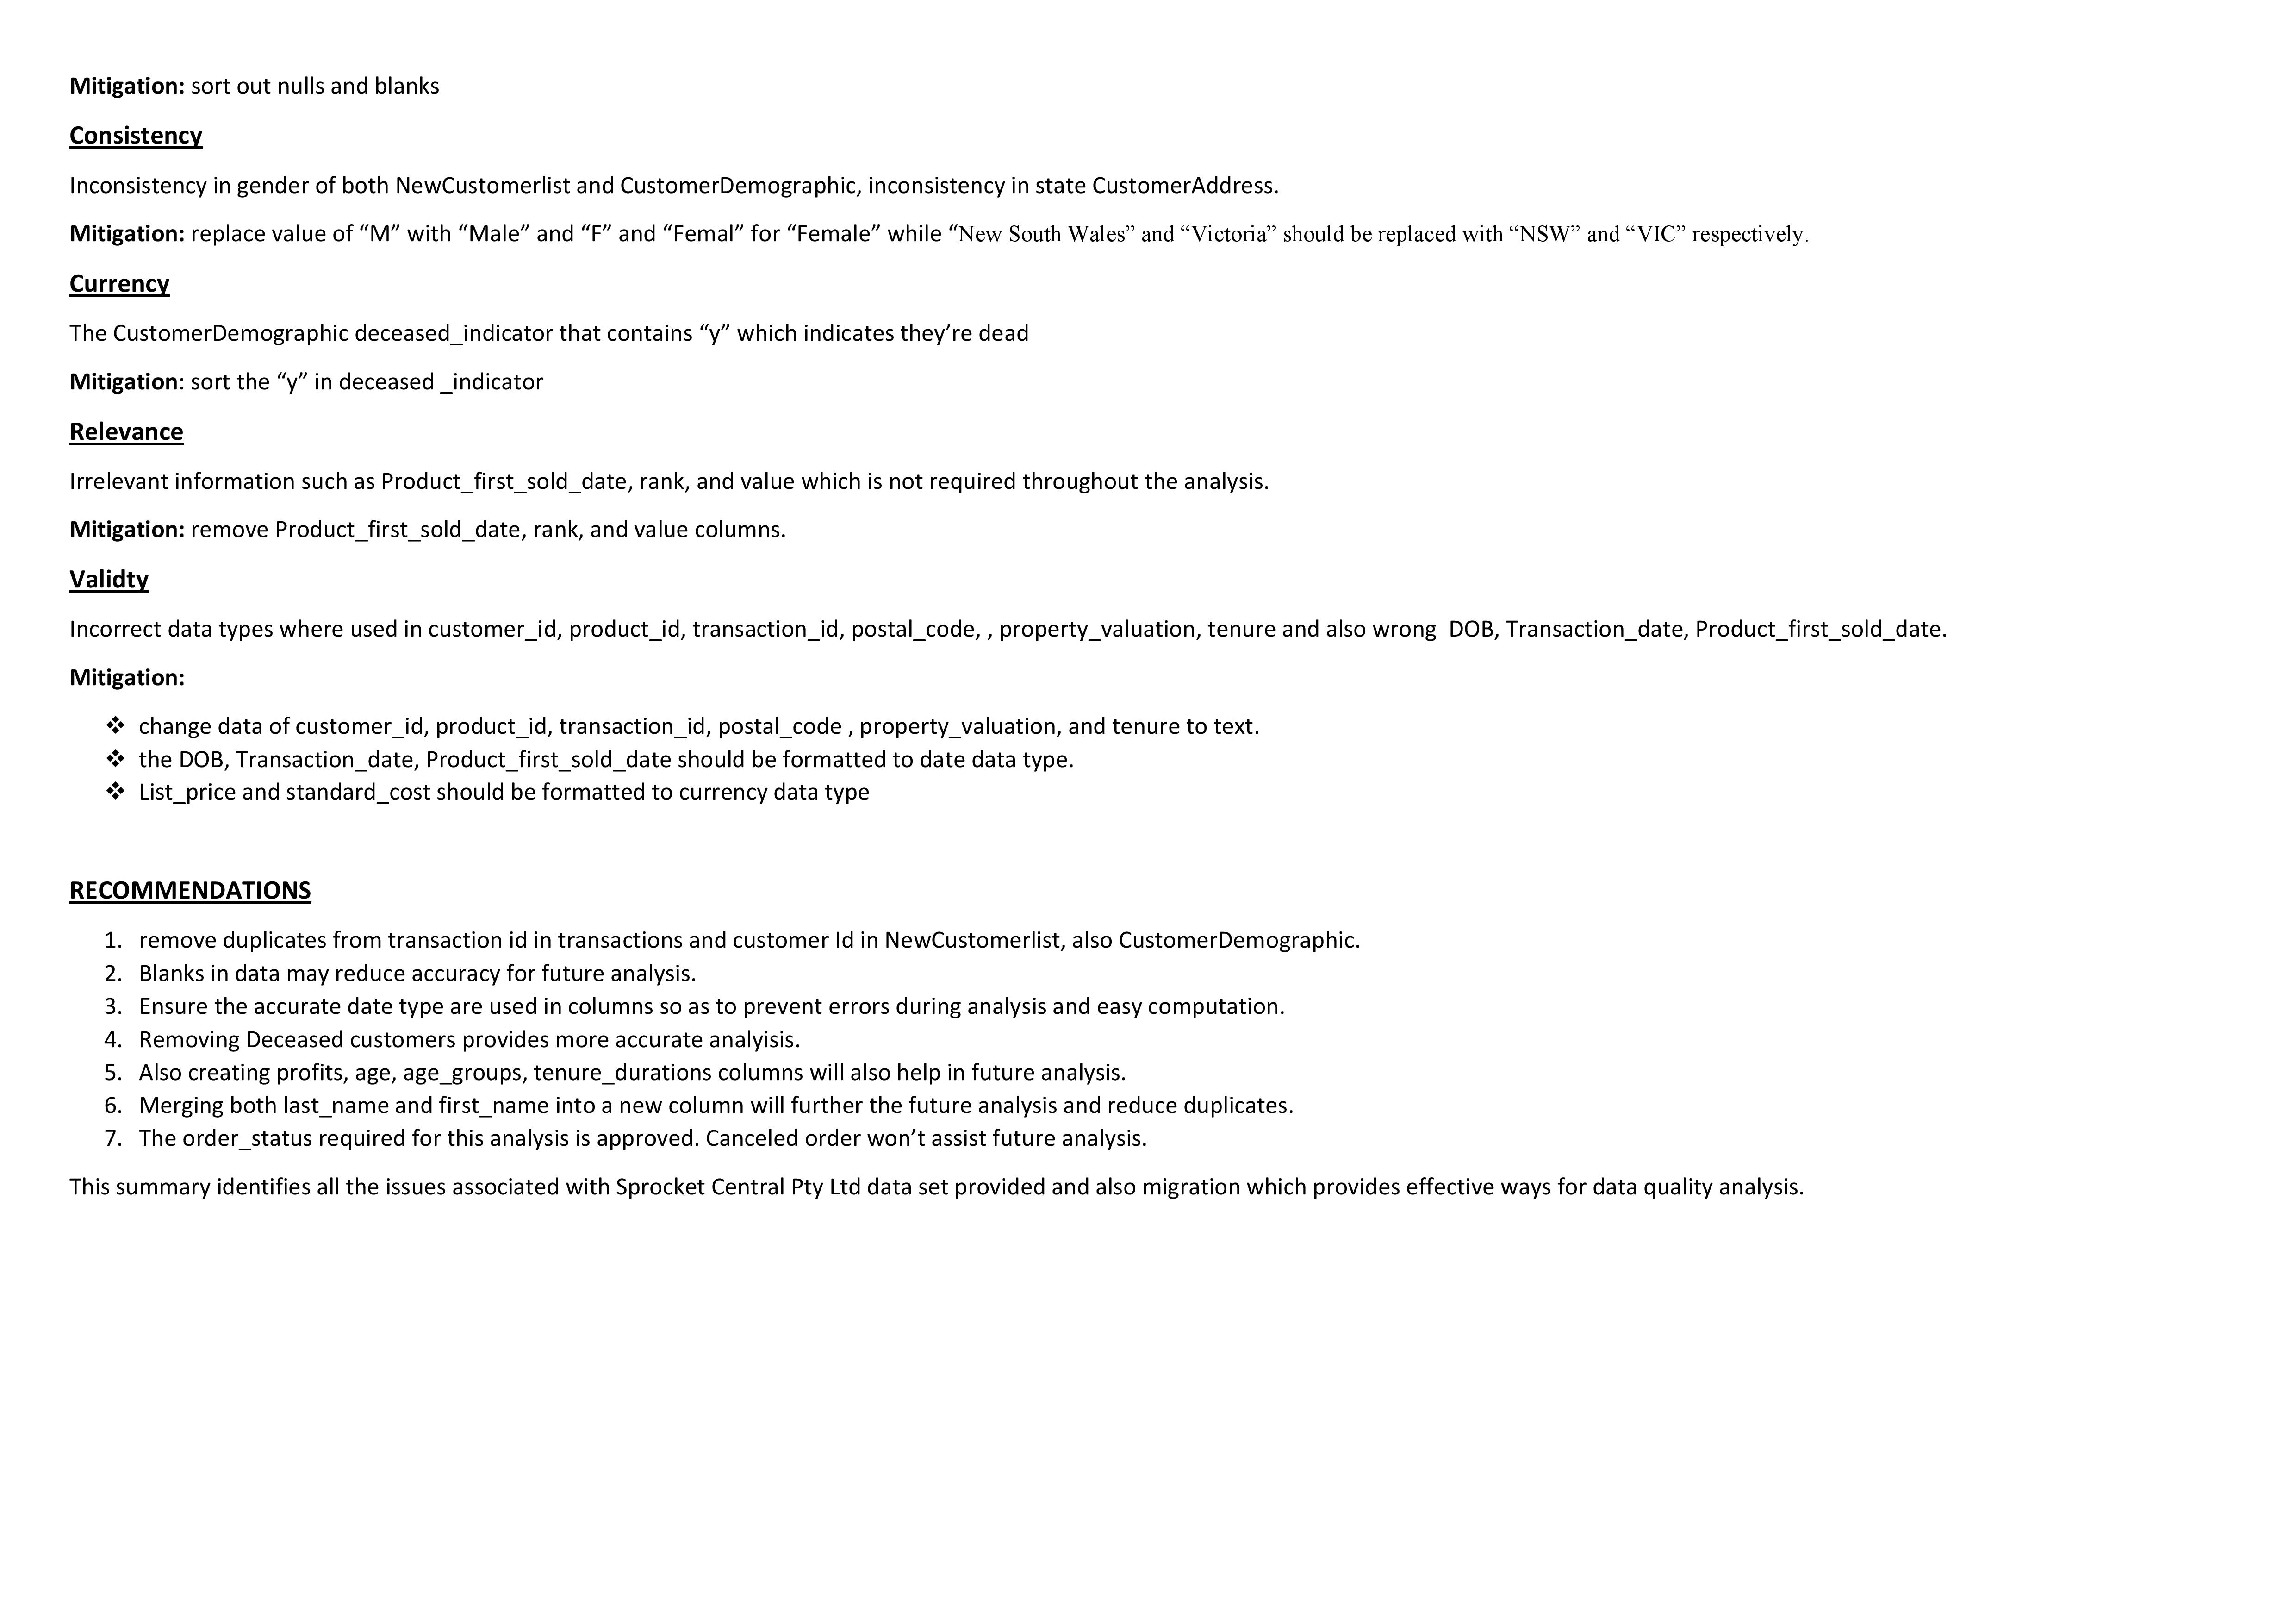 Mitigation: sort out nulls and blanks
Consistency
Inconsistency in gender of both NewCustomerlist and CustomerDemographic, inconsistency in state CustomerAddress.
Mitigation: replace value of “M” with “Male” and “F” and “Femal” for “Female” while “New South Wales” and “Victoria” should be replaced with “NSW” and “VIC” respectively.
Currency
The CustomerDemographic deceased_indicator that contains “y” which indicates they’re dead
Mitigation: sort the “y” in deceased _indicator
Relevance
Irrelevant information such as Product_first_sold_date, rank, and value which is not required throughout the analysis.
Mitigation: remove Product_first_sold_date, rank, and value columns.
Validty
Incorrect data types where used in customer_id, product_id, transaction_id, postal_code, , property_valuation, tenure and also wrong  DOB, Transaction_date, Product_first_sold_date.
Mitigation:
❖ change data of customer_id, product_id, transaction_id, postal_code , property_valuation, and tenure to text.
❖ the DOB, Transaction_date, Product_first_sold_date should be formatted to date data type.
❖ List_price and standard_cost should be formatted to currency data type
RECOMMENDATIONS
1. remove duplicates from transaction id in transactions and customer Id in NewCustomerlist, also CustomerDemographic.
2. Blanks in data may reduce accuracy for future analysis.
3. Ensure the accurate date type are used in columns so as to prevent errors during analysis and easy computation.
4. Removing Deceased customers provides more accurate analyisis.
5. Also creating profits, age, age_groups, tenure_durations columns will also help in future analysis.
6. Merging both last_name and first_name into a new column will further the future analysis and reduce duplicates.
7. The order_status required for this analysis is approved. Canceled order won’t assist future analysis.
This summary identifies all the issues associated with Sprocket Central Pty Ltd data set provided and also migration which provides effective ways for data quality analysis.